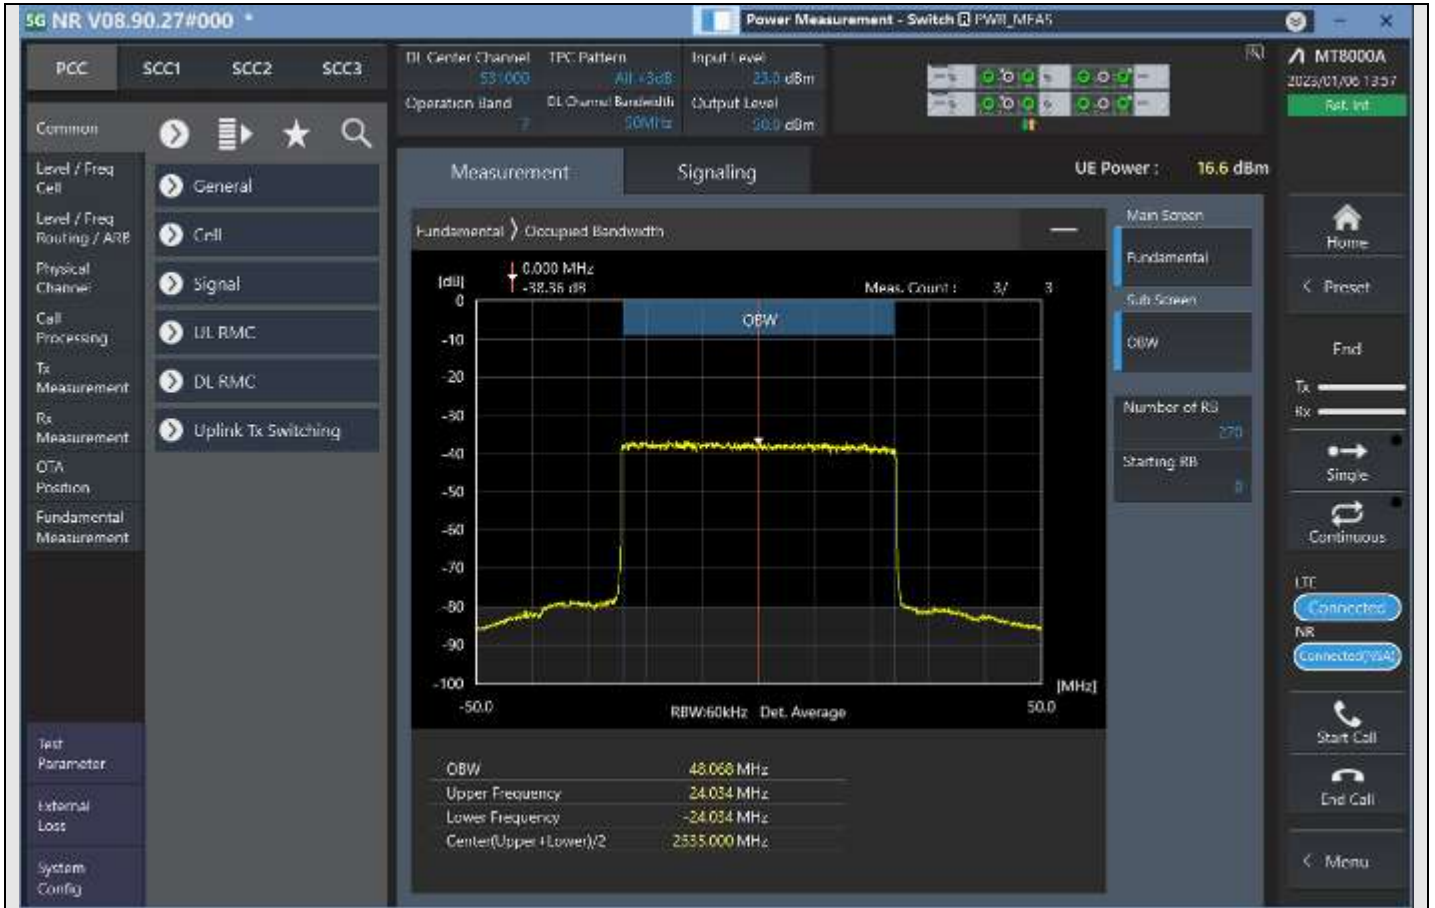 5G NR V08.90.27#000 *
Power Measurement - Switch PWR_MEAS
PCC SCC1 SCC2 SCC3
DL Center Channel TPC Pattern Input Level
531000 All +3dB 23.0 dBm
Operation Band DL Channel Bandwidth Output Level
7 50MHz 50.0 dBm
MT8000A
2023/01/06 13:57
Ref. Int
Common
Level / Freq
Cell
Level / Freq
Routing / ARB
Physical
Channel
Call
Processing
Tx
Measurement
Rx
Measurement
OTA
Position
Fundamental
Measurement
Test
Parameter
External
Loss
System
Config
General
Cell
Signal
UL RMC
DL RMC
Uplink Tx Switching
Measurement Signaling
UE Power : 16.6 dBm
Fundamental Occupied Bandwidth
[dB] 0.000 MHz
-38.36 dB Meas. Count : 3/ 3
OBW
0
-10
-20
-30
-40
-50
-60
-70
-80
-90
-100
[MHz]
-50.0 RBW:60kHz Det. Average 50.0
OBW 48.068 MHz
Upper Frequency 24.034 MHz
Lower Frequency -24.034 MHz
Center(Upper+Lower)/2 2535.000 MHz
Main Screen
Fundamental
Sub Screen
OBW
Number of RB
270
Starting RB
0
Home
< Preset
End
Tx
Rx
Single
Continuous
LTE
Connected
NR
Connected(NSA)
Start Call
End Call
< Menu